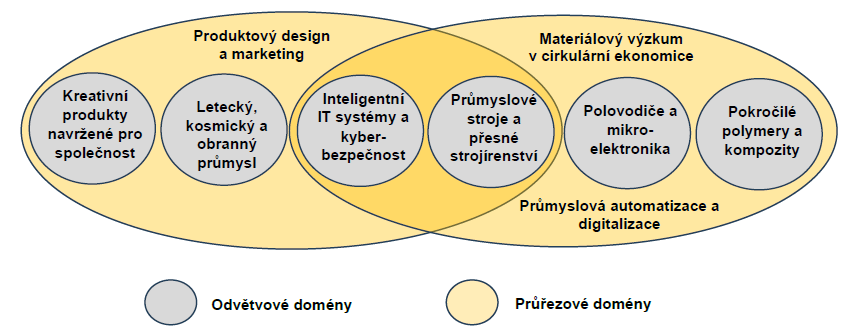 Produktový design
a marketing
Materiálový výzkum
v cirkulární ekonomice
Kreativní
produkty
navržené pro
společnost
Letecký,
kosmický a
obranný
průmysl
Inteligentní
IT systémy a
kyber-
bezpečnost
Průmyslové
stroje a
přesné
strojírenství
Polovodiče a
mikro-
elektronika
Pokročilé
polymery a
kompozity
Průmyslová automatizace a
digitalizace
Odvětvové domény
Průřezové domény